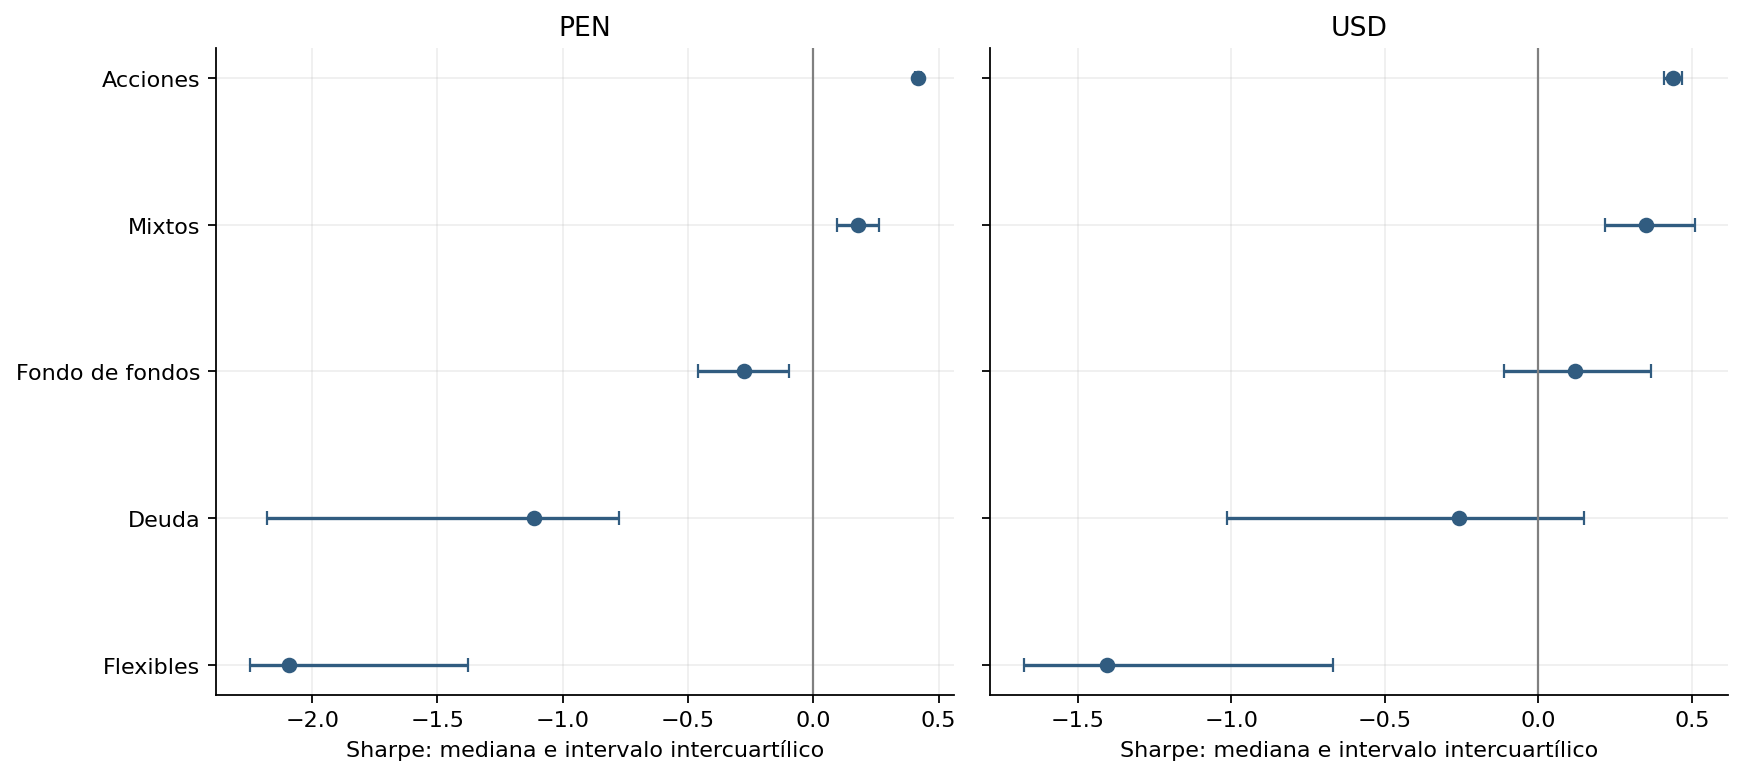 PEN
USD
Acciones
Mixtos
Fondo de fondos
Deuda
Flexibles
−2.0 −1.5 −1.0 −0.5 0.0 0.5
−1.5 −1.0 −0.5 0.0 0.5
Sharpe: mediana e intervalo intercuartílico
Sharpe: mediana e intervalo intercuartílico